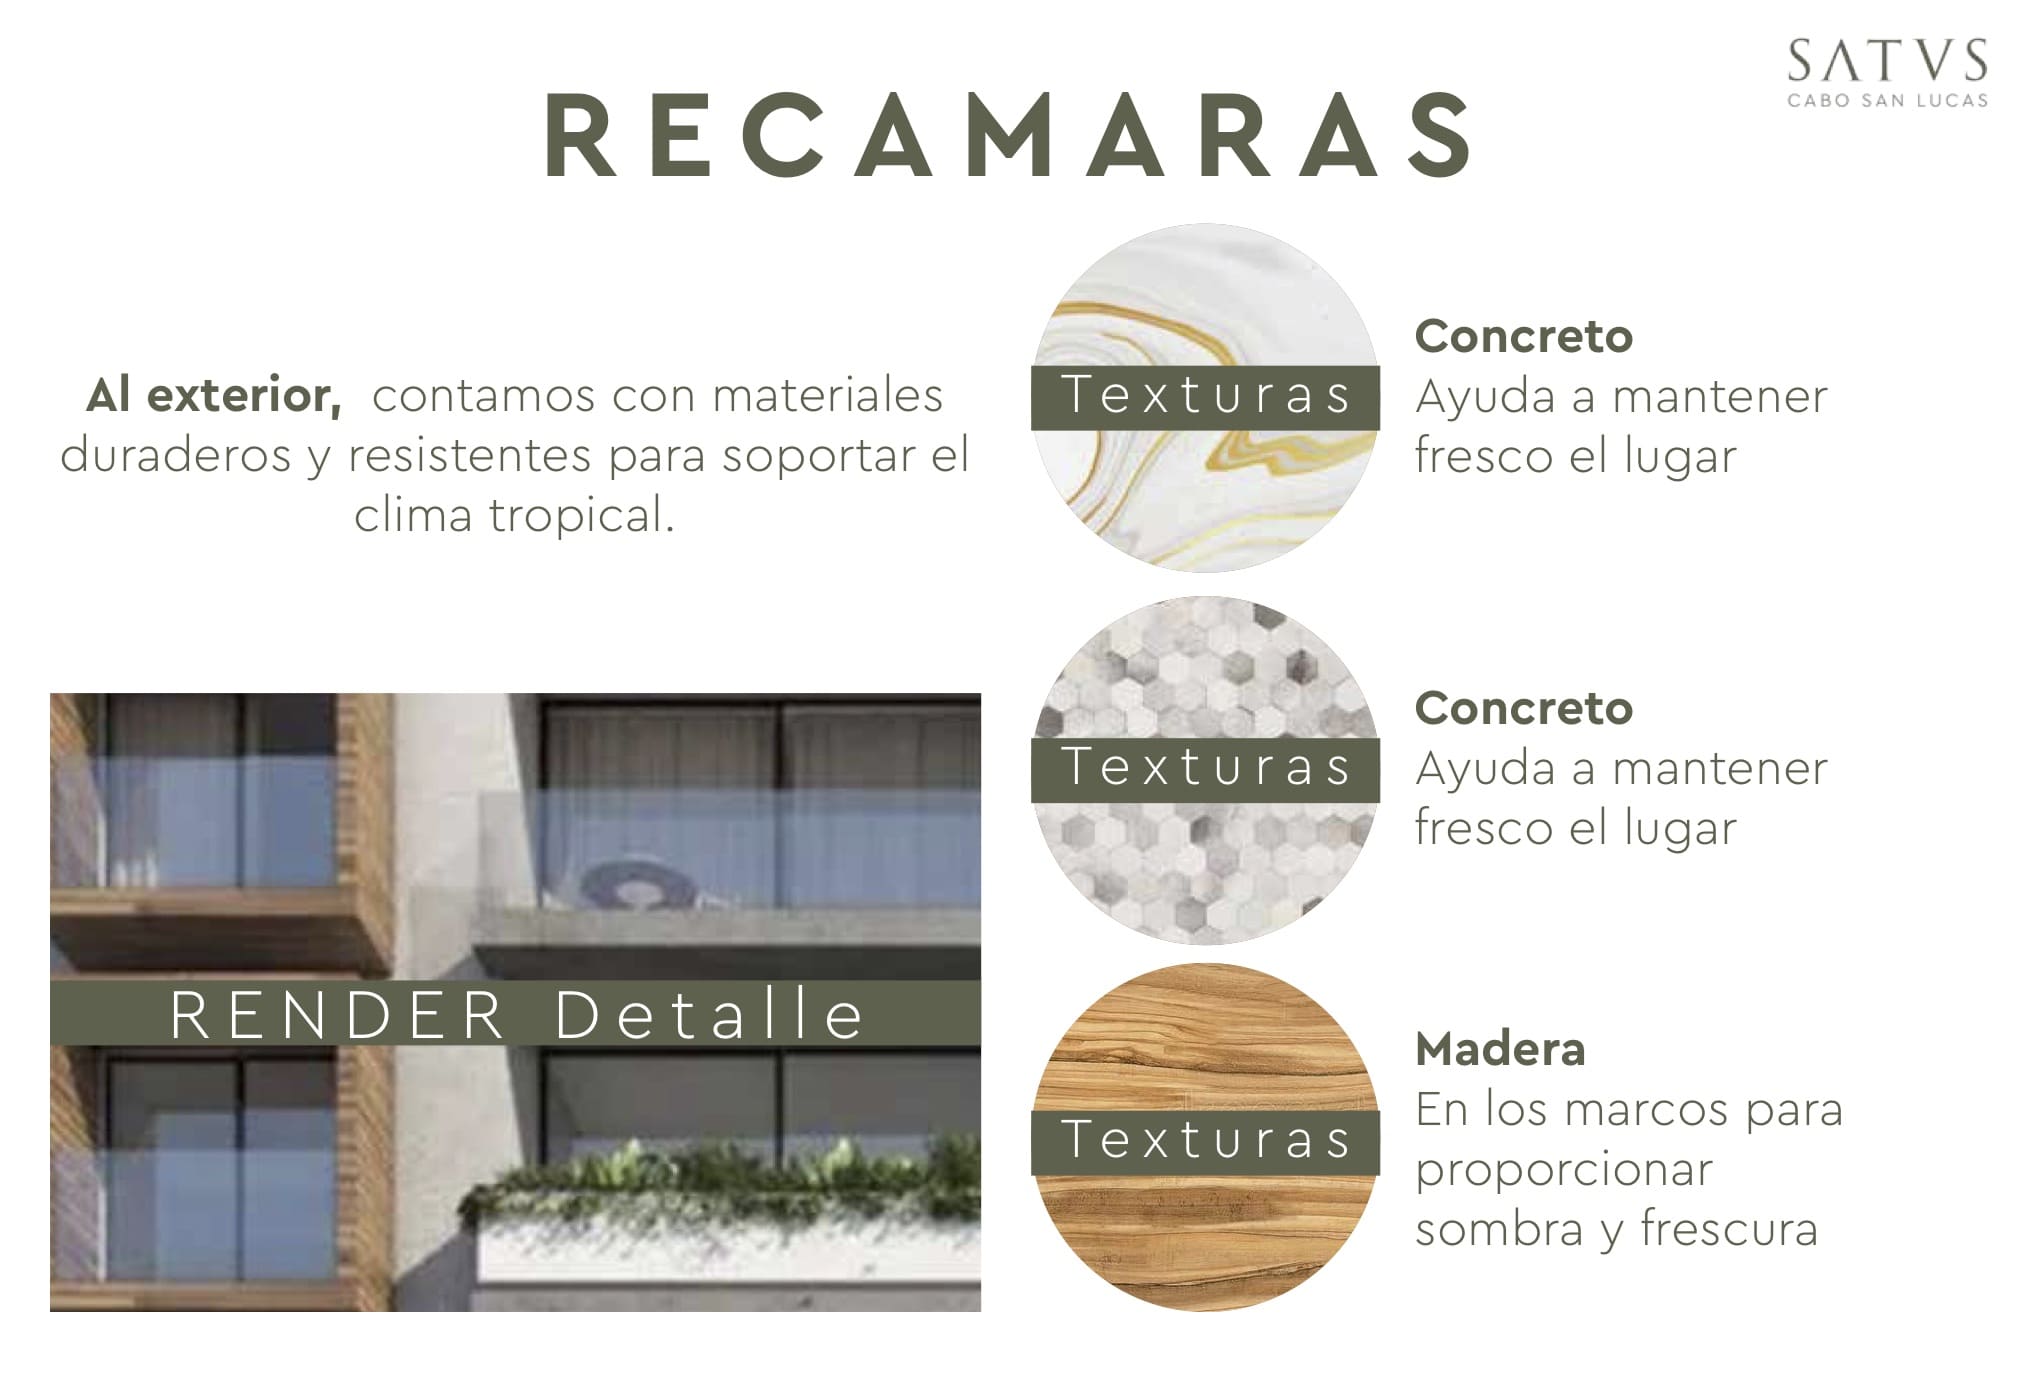 SATVS
CABO SAN LUCAS
RECAMARAS
Al exterior, contamos con materiales
duraderos y resistentes para soportar el
clima tropical.
RENDER Detalle
Texturas
Concreto
Ayuda a mantener
fresco el lugar
Texturas
Concreto
Ayuda a mantener
fresco el lugar
Texturas
Madera
En los marcos para
proporcionar
sombra y frescura